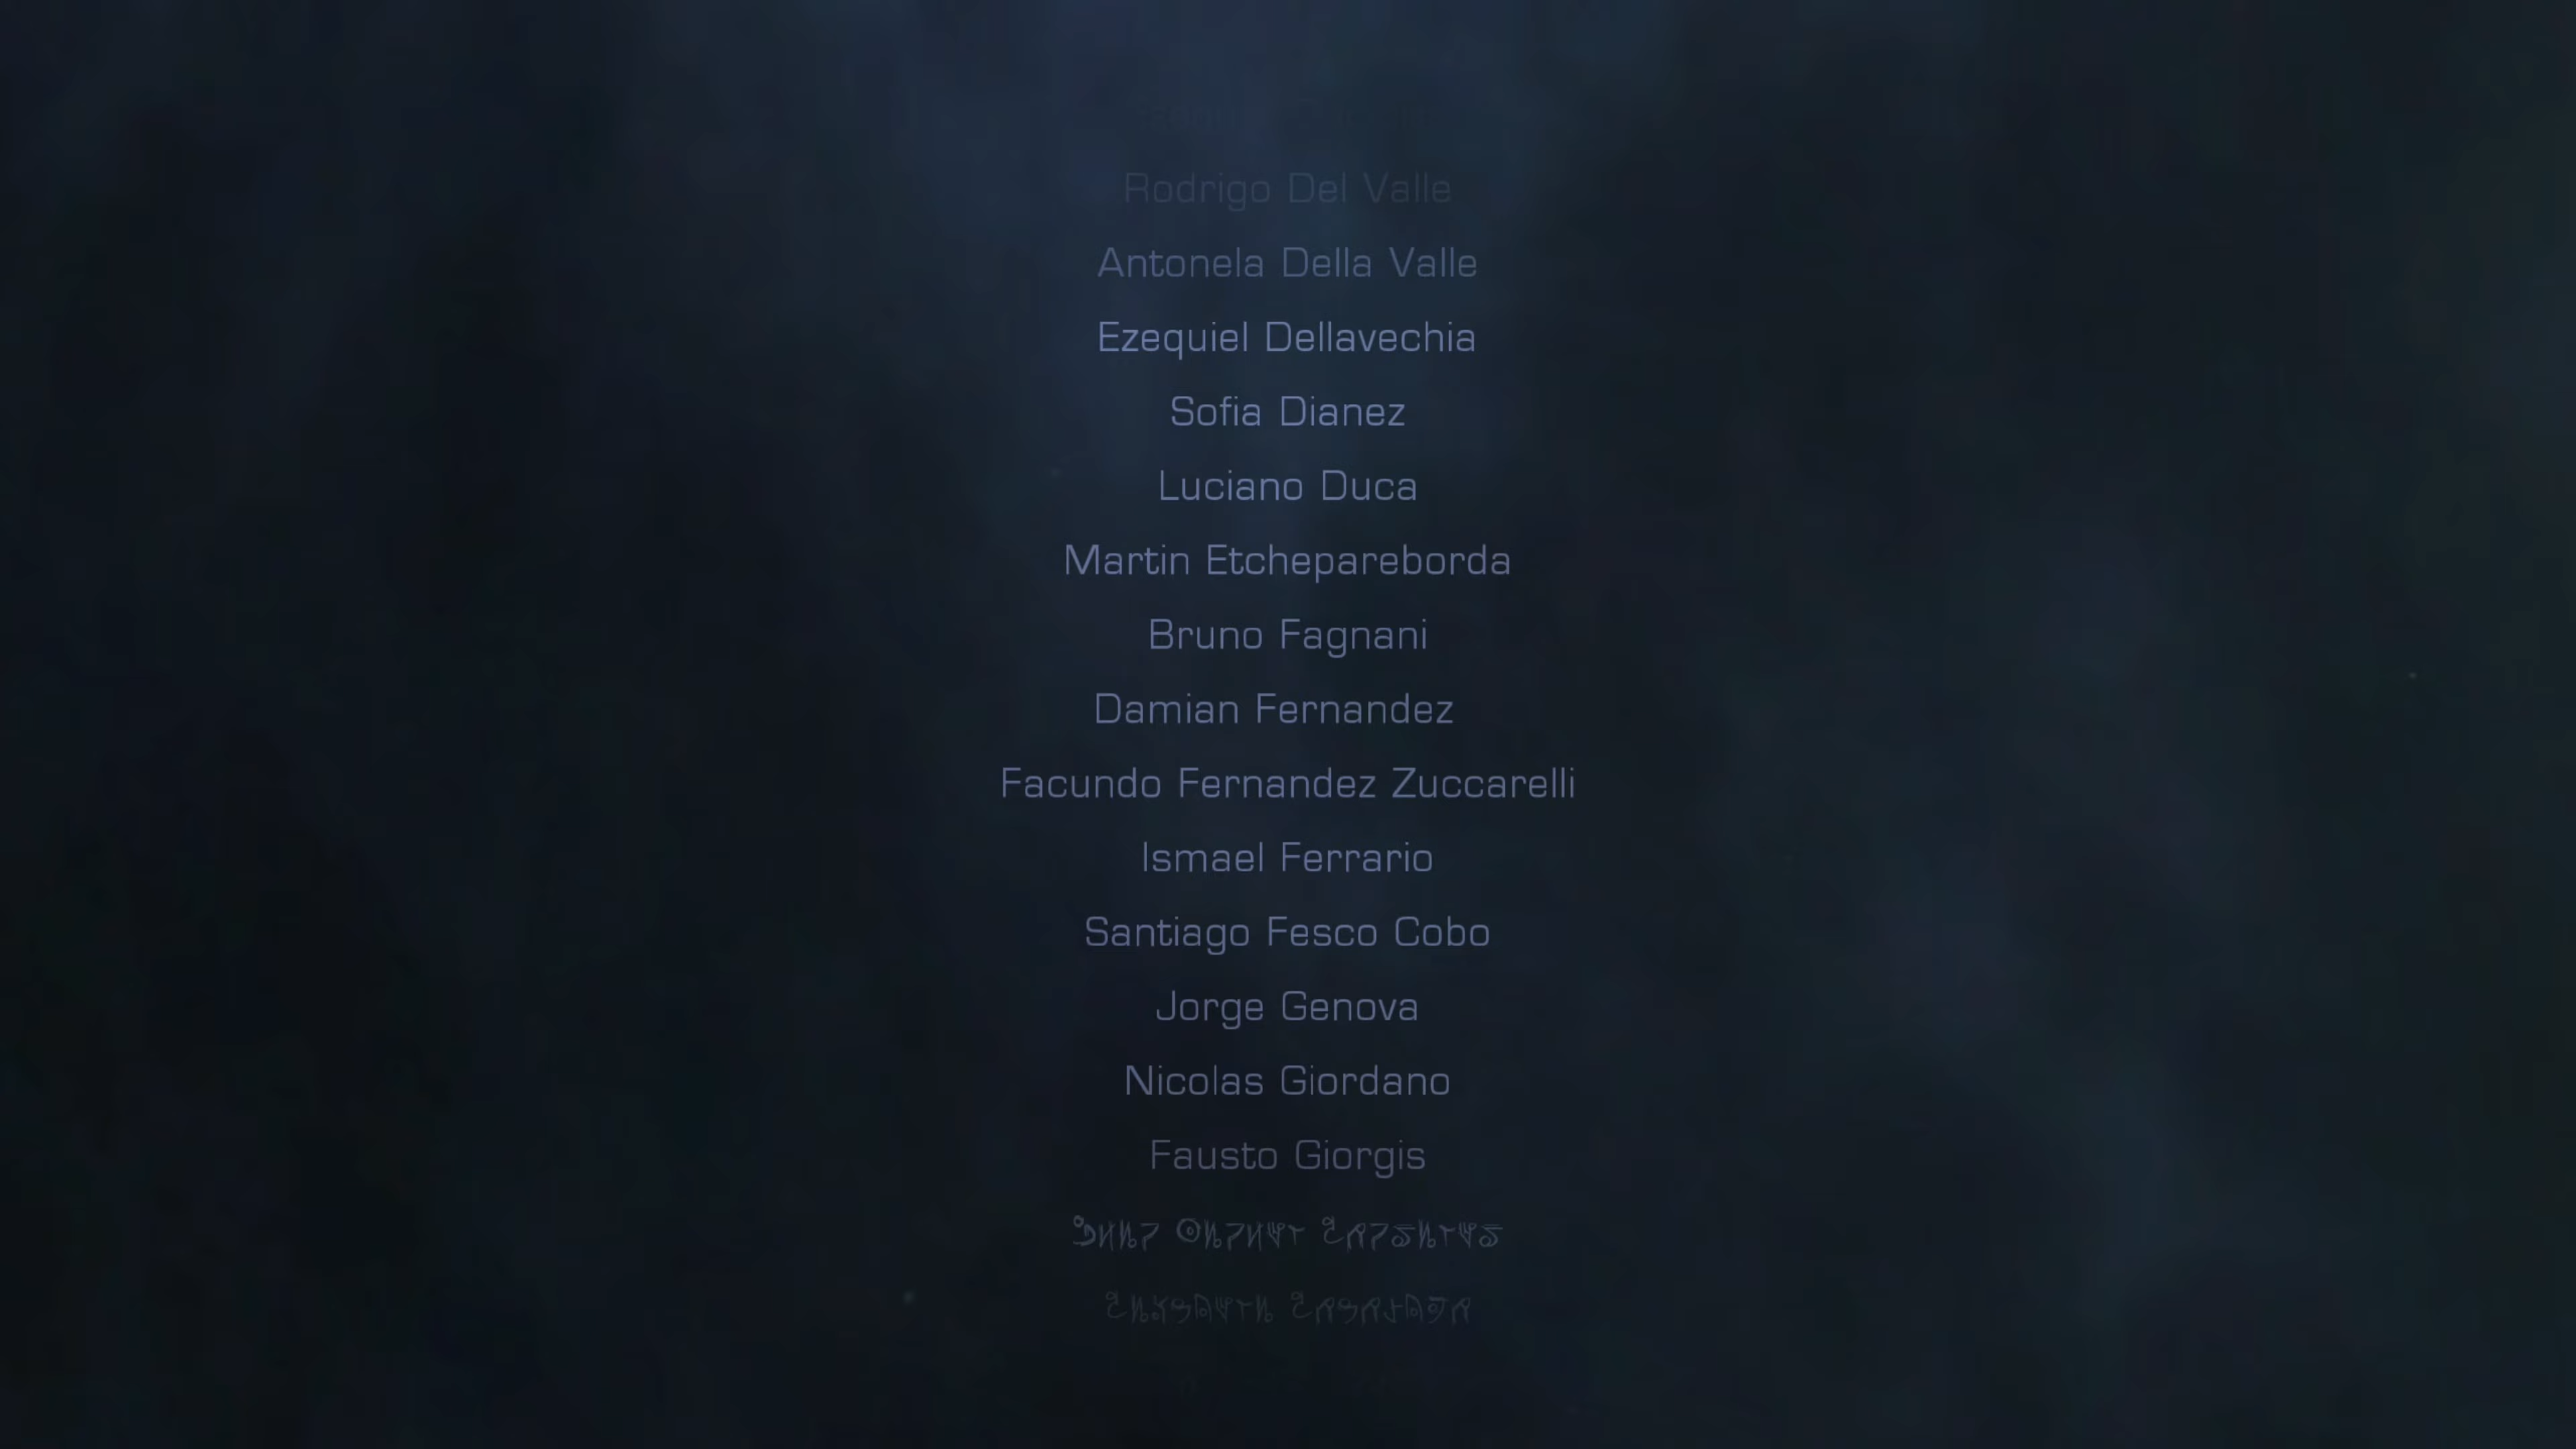 Rodrigo Del Valle
Antonela Della Valle
Ezequiel Dellavechia
Sofia Dianez
Luciano Duca
Martin Etchepareborda
Bruno Fagnani
Damian Fernandez
Facundo Fernandez Zuccarelli
Ismael Ferrario
Santiago Fesco Cobo
Jorge Genova
Nicolas Giordano
Fausto Giorgis